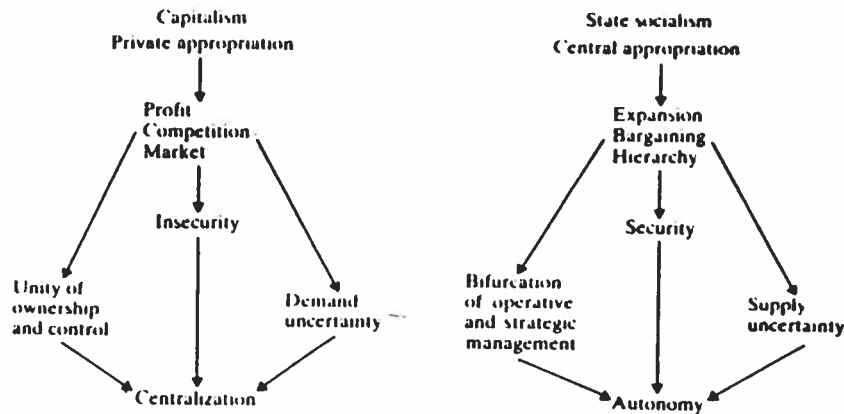 Capitalism
Private appropriation
Profit
Competition
Market
Insecurity
Unity of
ownership
and control
Demand
uncertainty
Centralization
State socialism
Central appropriation
Expansion
Bargaining
Hierarchy
Security
Bifurcation
of operative
and strategic
management
Supply
uncertainty
Autonomy